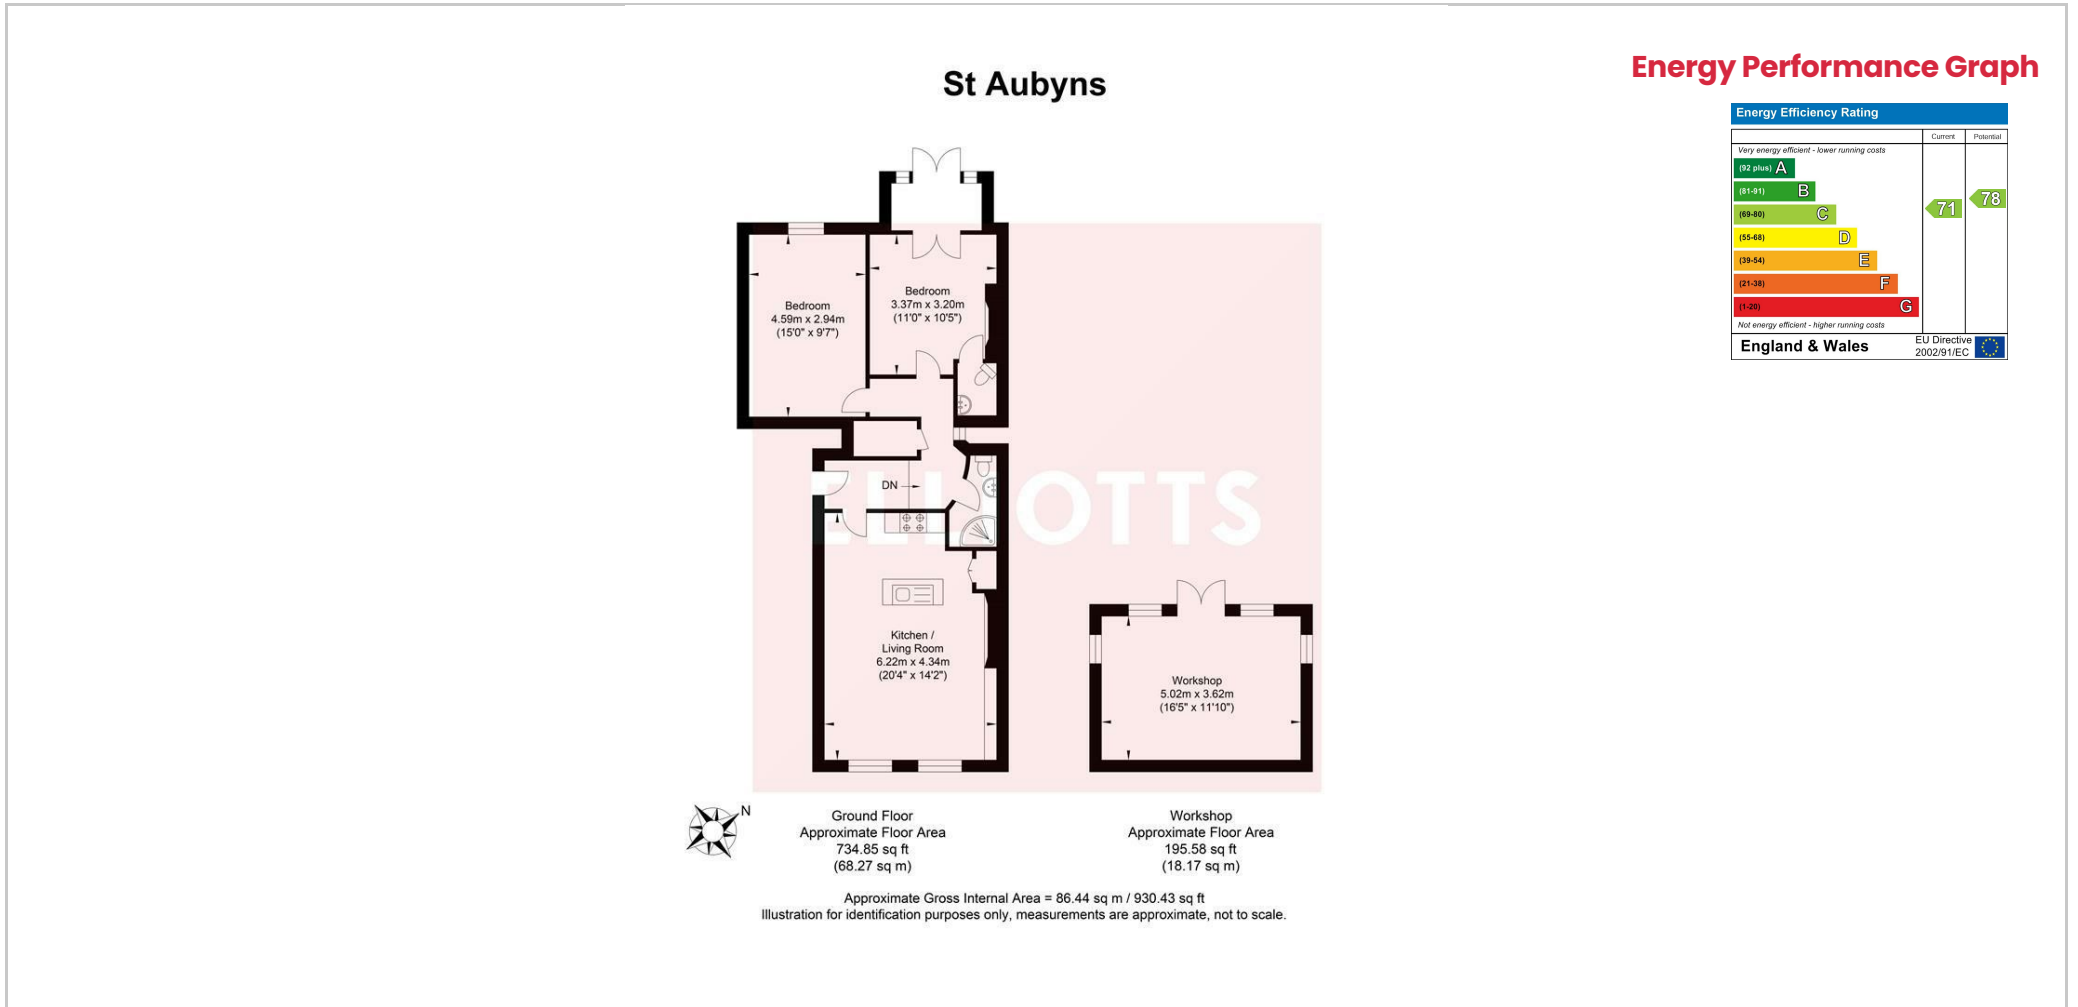 St Aubyns
Energy Performance Graph
Energy Efficiency Rating
Current
Potential
Very energy efficient - lower running costs
(92 plus) A
(81-91) B
(69-80) C
(55-68) D
(39-54) E
(21-38) F
(1-20) G
71
78
Not energy efficient - higher running costs
England & Wales
EU Directive
2002/91/EC
Bedroom
4.59m x 2.94m
(15'0" x 9'7")
Bedroom
3.37m x 3.20m
(11'0" x 10'5")
DN
ELLIOTTS
Kitchen /
Living Room
6.22m x 4.34m
(20'4" x 14'2")
Workshop
5.02m x 3.62m
(16'5" x 11'10")
N
Ground Floor
Approximate Floor Area
734.85 sq ft
(68.27 sq m)
Workshop
Approximate Floor Area
195.58 sq ft
(18.17 sq m)
Approximate Gross Internal Area = 86.44 sq m / 930.43 sq ft
Illustration for identification purposes only, measurements are approximate, not to scale.